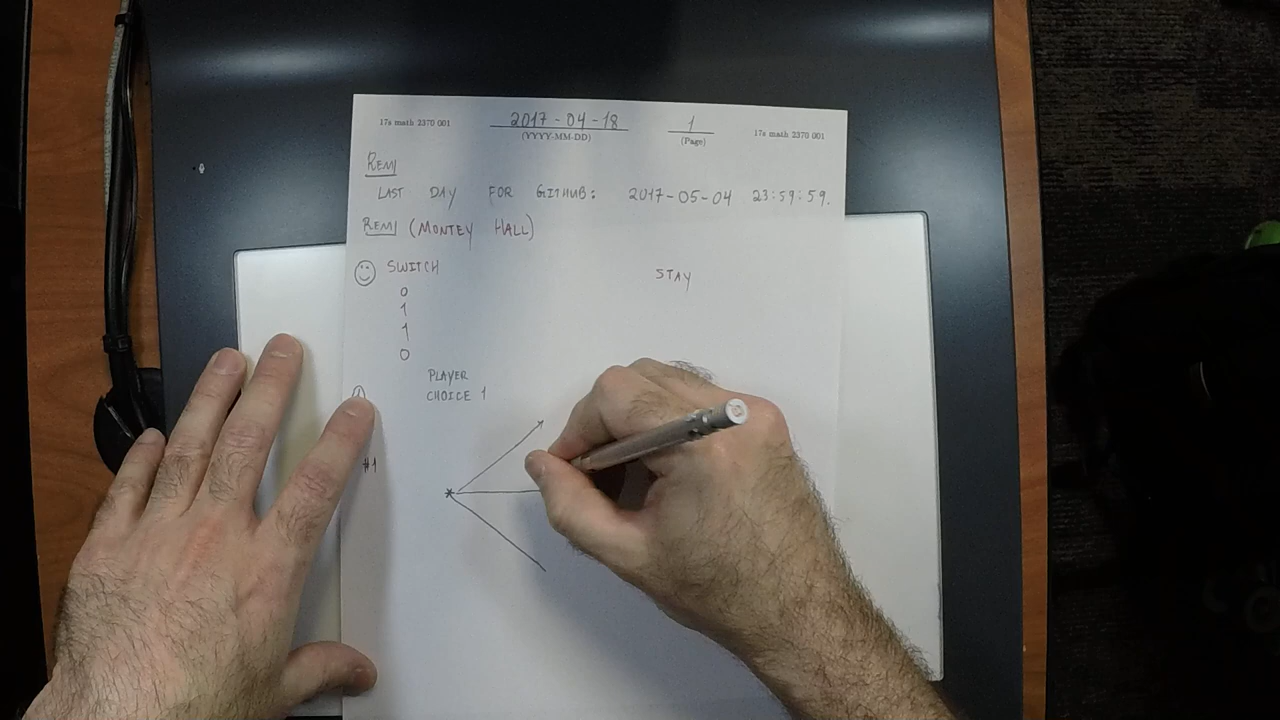 17s math 2370 001 2017-04-18 1 17s math 2370 001
(YYYY-MM-DD) (Page)
REM
LAST DAY FOR GITHUB: 2017-05-04 23:59:59.
REM (MONTEY HALL)
SWITCH STAY
0
1
1
0
PLAYER
CHOICE 1
#1